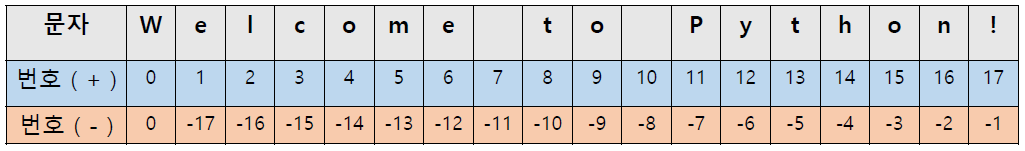 문자 W e l c o m e t o P y t h o n !
번호 ( + ) 0 1 2 3 4 5 6 7 8 9 10 11 12 13 14 15 16 17
번호 ( - ) 0 -17 -16 -15 -14 -13 -12 -11 -10 -9 -8 -7 -6 -5 -4 -3 -2 -1